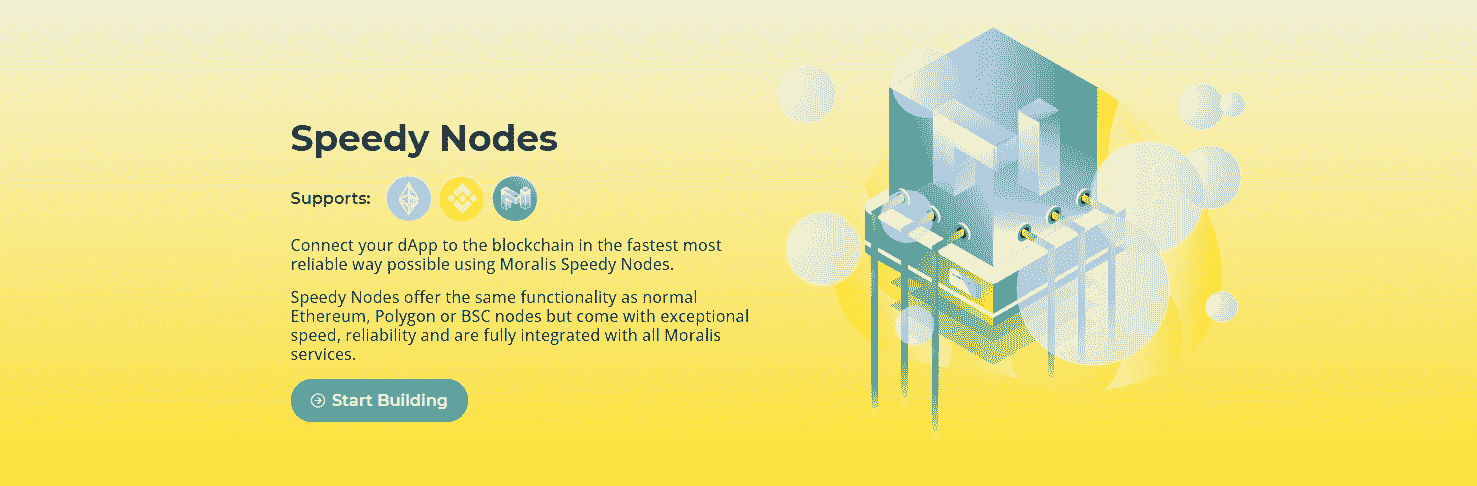 Speedy Nodes
Supports:
Connect your dApp to the blockchain in the fastest most
reliable way possible using Moralis Speedy Nodes.
Speedy Nodes offer the same functionality as normal
Ethereum, Polygon or BSC nodes but come with exceptional
speed, reliability and are fully integrated with all Moralis
services.
Start Building